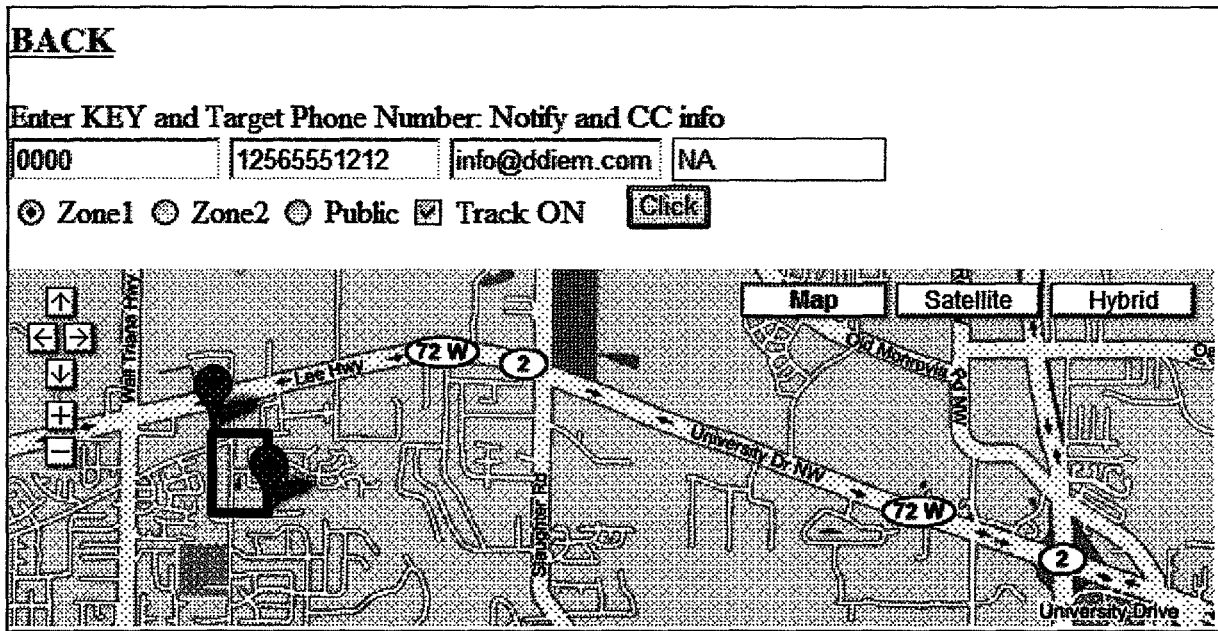 BACK
Enter KEY and Target Phone Number: Notify and CC info
0000 12565551212 info@ddiem.com NA
Zone1 Zone2 Public Track ON Click
Map Satellite Hybrid
Wall Triana Hwy
Lee Hwy
72 W
2
Old Monrovia Rd NW
University Dr NW
Slaugher Rd
72 W
2
University Drive